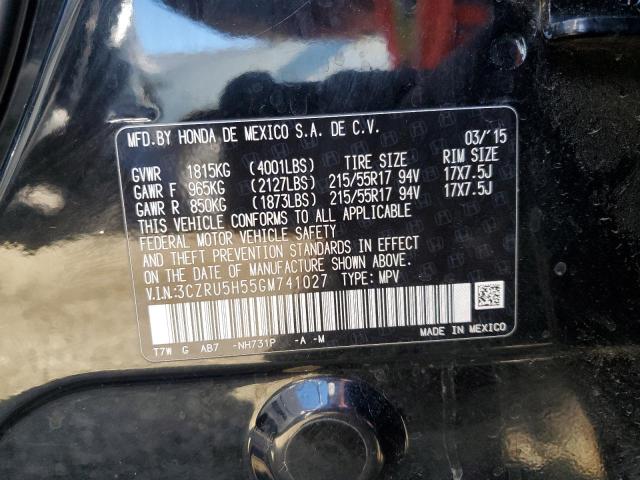 MFD.BY HONDA DE MEXICO S.A. DE C.V. 03/'15
GVWR 1815KG (4001LBS) TIRE SIZE RIM SIZE
GAWR F 965KG (2127LBS) 215/55R17 94V 17X7.5J
GAWR R 850KG (1873LBS) 215/55R17 94V 17X7.5J
THIS VEHICLE CONFORMS TO ALL APPLICABLE
FEDERAL MOTOR VEHICLE SAFETY
AND THEFT PREVENTION STANDARDS IN EFFECT
ON THE DATE OF MANUFACTURE SHOWN ABOVE.
V.I.N:3CZRU5H55GM741027 TYPE: MPV
T7W G AB7 -NH731P -A -M MADE IN MEXICO